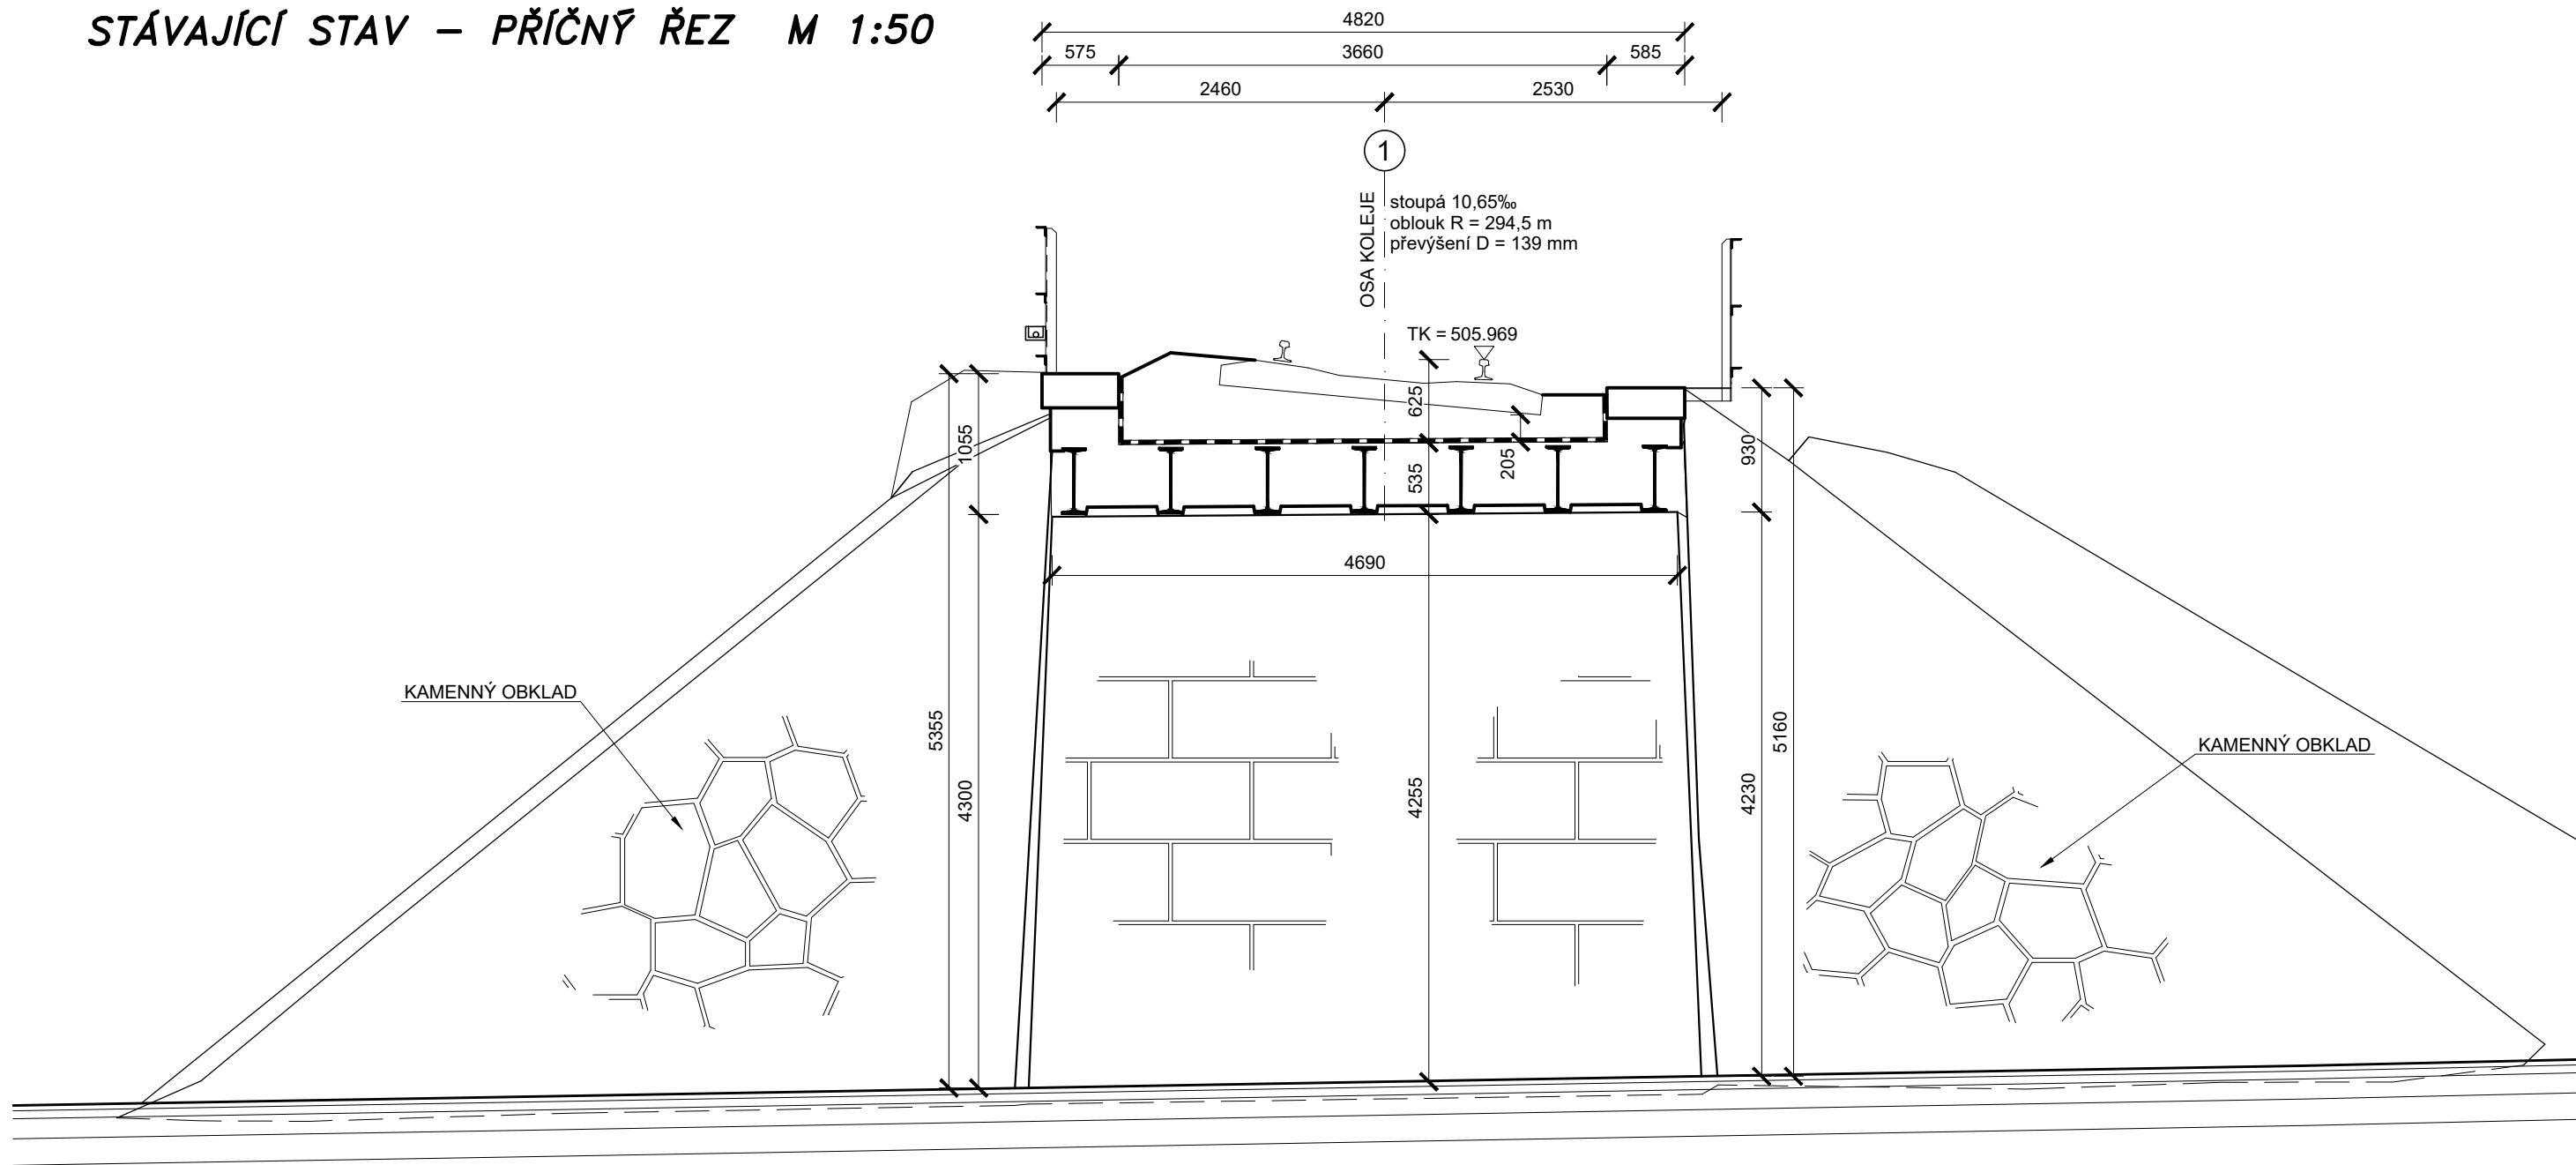 STÁVAJÍCÍ STAV – PŘÍČNÝ ŘEZ M 1:50
4820
575 3660 585
2460 2530
1
OSA KOLEJE
stoupá 10,65‰
oblouk R = 294,5 m
převýšení D = 139 mm
TK = 505.969
625
1055
930
205
535
4690
KAMENNÝ OBKLAD
5355
5160
KAMENNÝ OBKLAD
4300
4255
4230